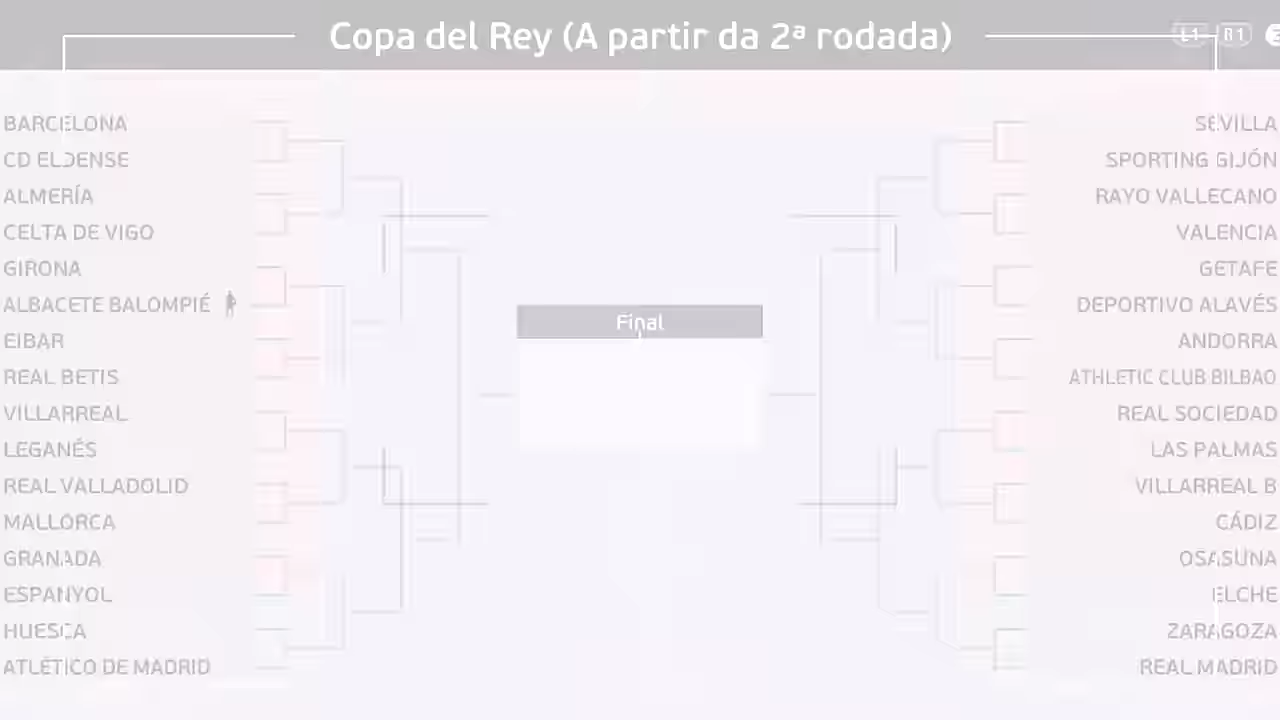 Copa del Rey (A partir da 2ª rodada)
L1 R1
BARCELONA
CD ELDENSE
ALMERÍA
CELTA DE VIGO
GIRONA
ALBACETE BALOMPIÉ
EIBAR
REAL BETIS
VILLARREAL
LEGANÉS
REAL VALLADOLID
MALLORCA
GRANADA
ESPANYOL
HUESCA
ATLÉTICO DE MADRID
Final
SEVILLA
SPORTING GIJÓN
RAYO VALLECANO
VALENCIA
GETAFE
DEPORTIVO ALAVÉS
ANDORRA
ATHLETIC CLUB BILBAO
REAL SOCIEDAD
LAS PALMAS
VILLARREAL B
CÁDIZ
OSASUNA
ELCHE
ZARAGOZA
REAL MADRID